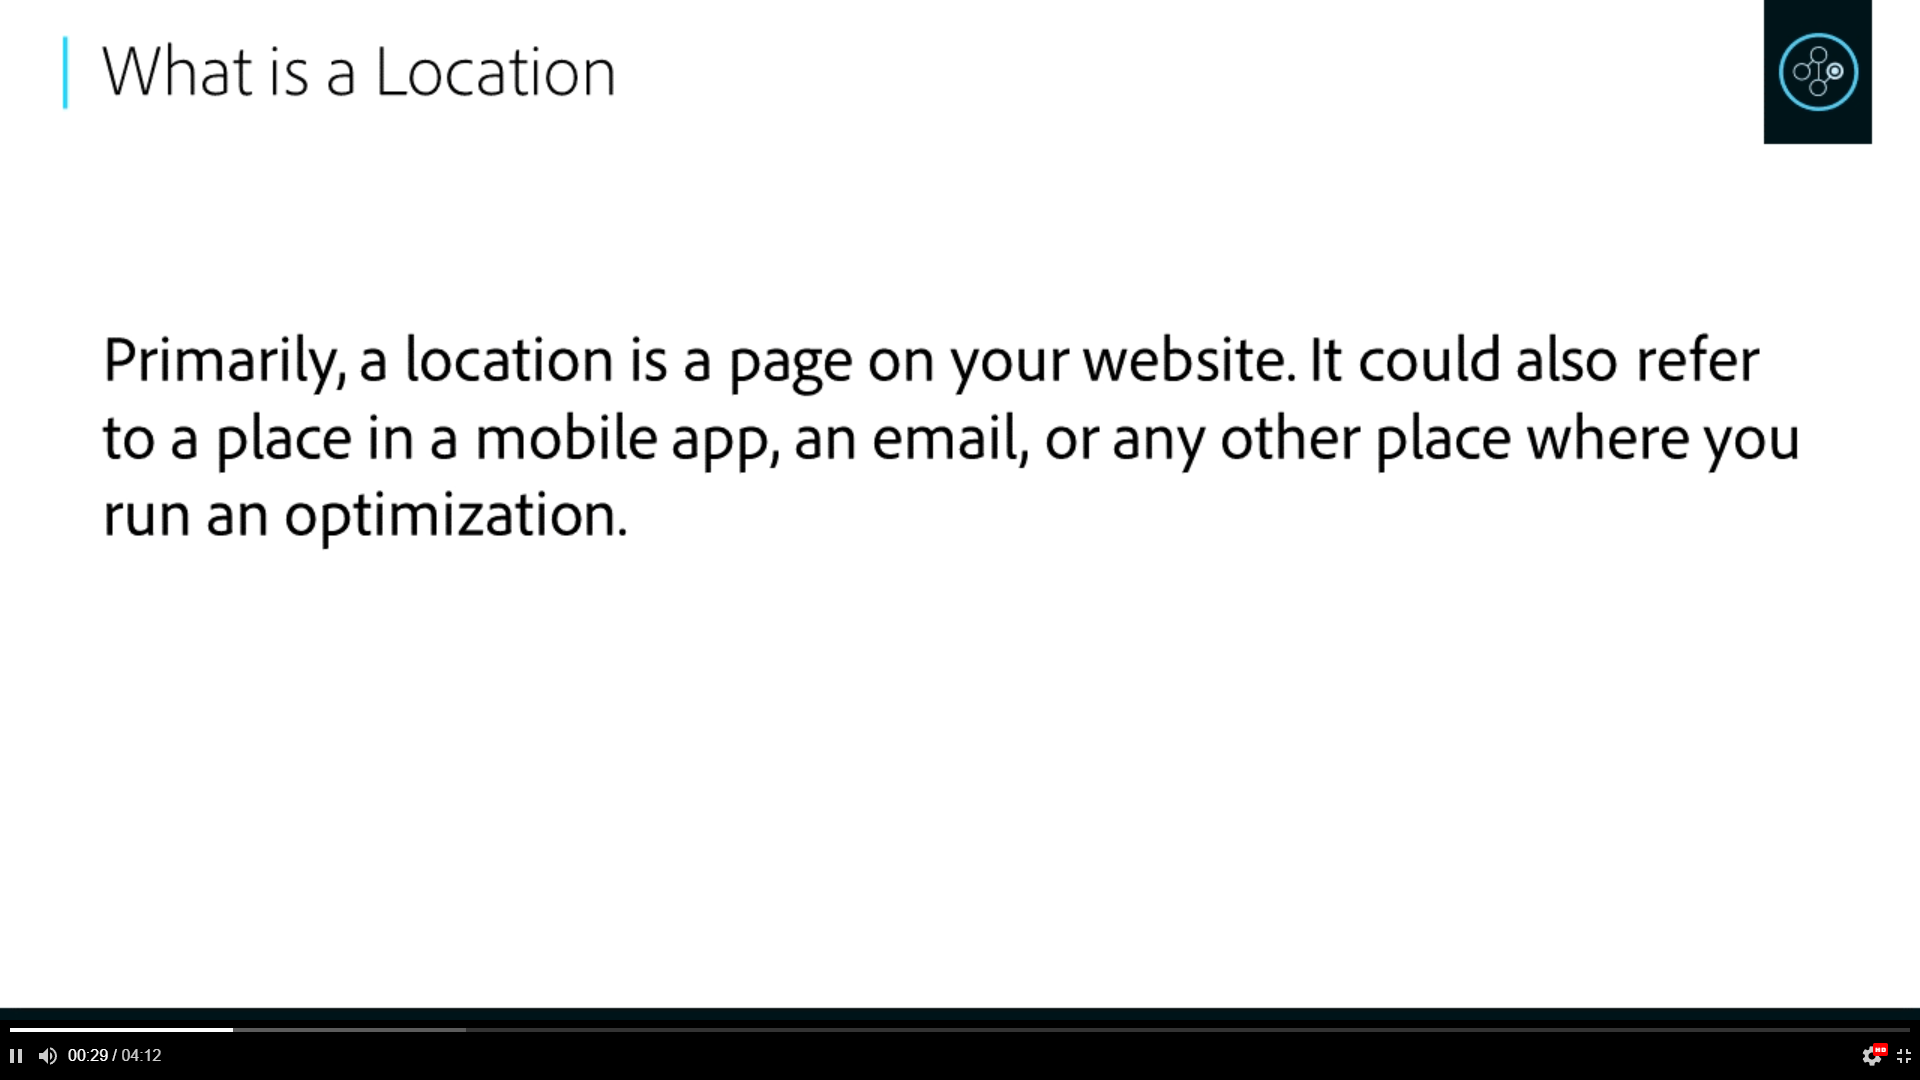 What is a Location
Primarily, a location is a page on your website. It could also refer
to a place in a mobile app, an email, or any other place where you
run an optimization.
00:29 / 04:12
HD